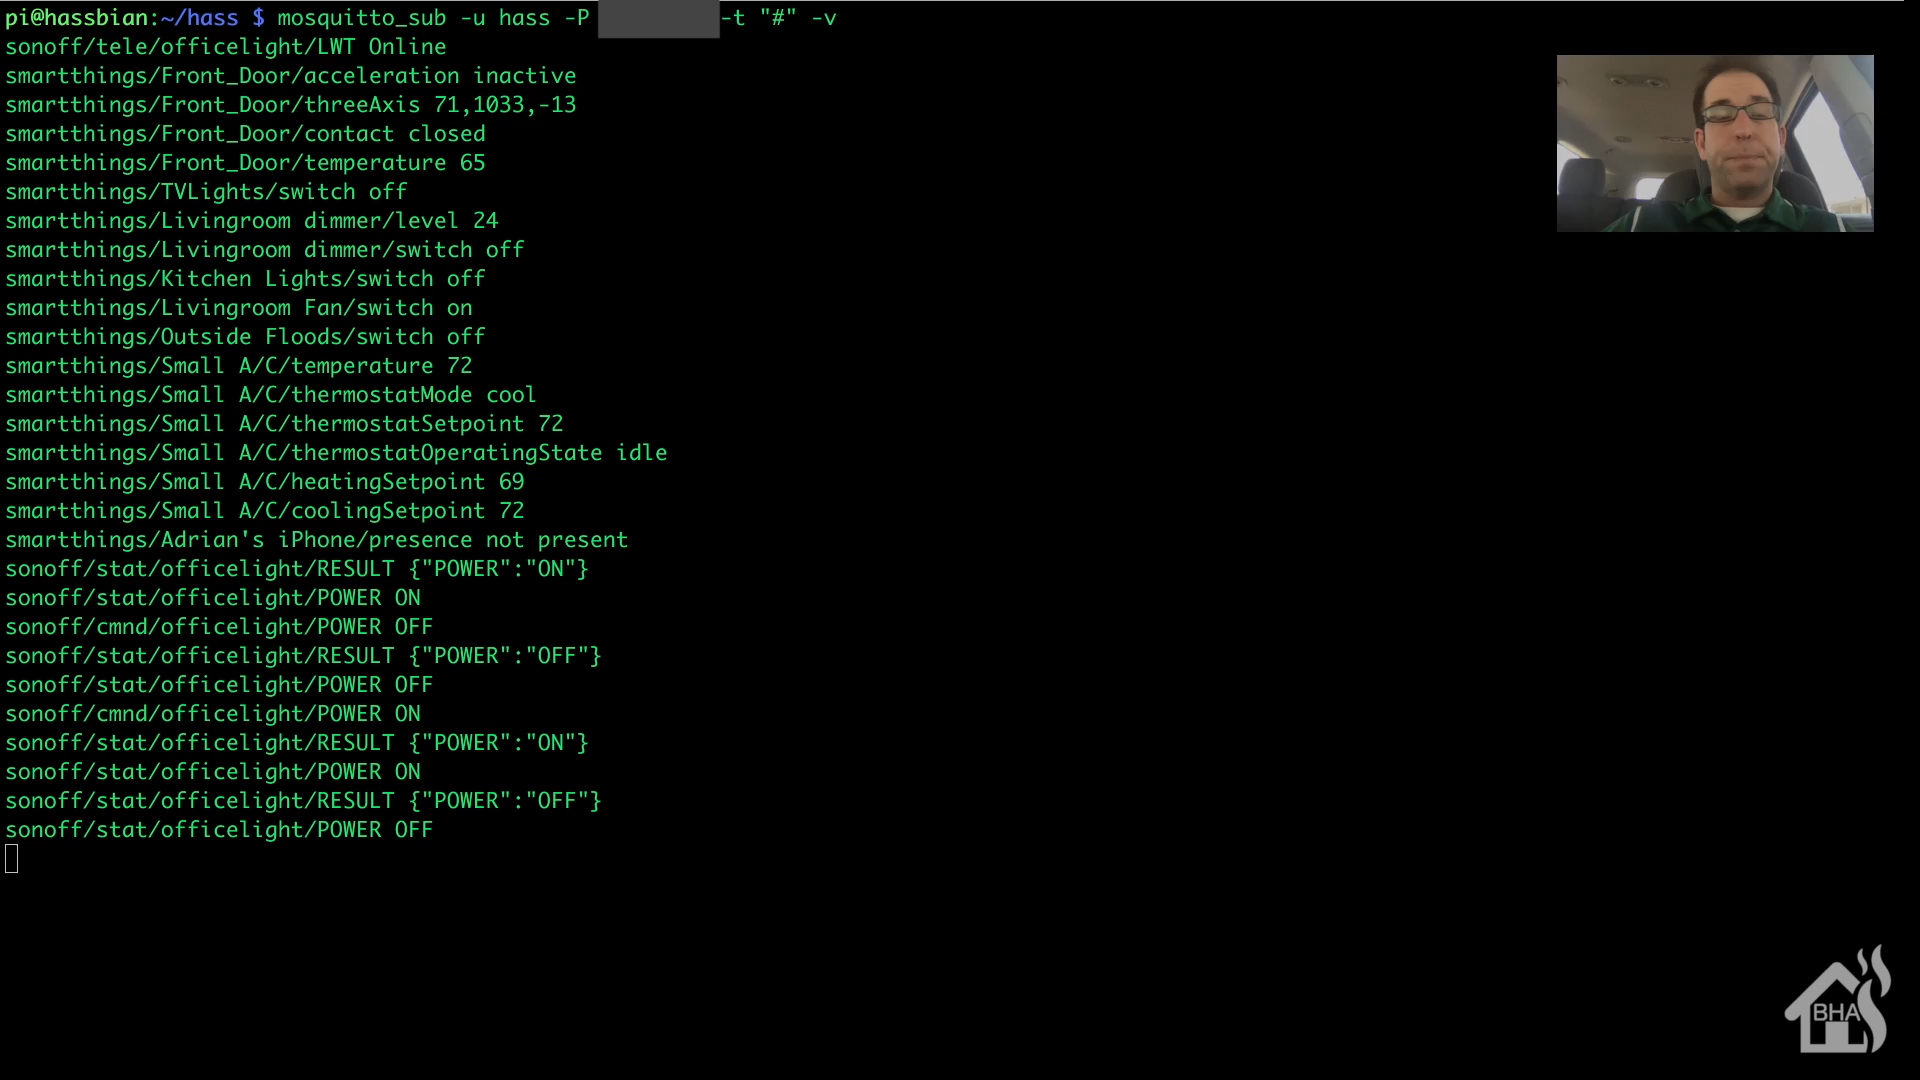 pi@hassbian:~/hass $ mosquitto_sub -u hass -P -t "#" -v
sonoff/tele/officelight/LWT Online
smartthings/Front_Door/acceleration inactive
smartthings/Front_Door/threeAxis 71,1033,-13
smartthings/Front_Door/contact closed
smartthings/Front_Door/temperature 65
smartthings/TVLights/switch off
smartthings/Livingroom dimmer/level 24
smartthings/Livingroom dimmer/switch off
smartthings/Kitchen Lights/switch off
smartthings/Livingroom Fan/switch on
smartthings/Outside Floods/switch off
smartthings/Small A/C/temperature 72
smartthings/Small A/C/thermostatMode cool
smartthings/Small A/C/thermostatSetpoint 72
smartthings/Small A/C/thermostatOperatingState idle
smartthings/Small A/C/heatingSetpoint 69
smartthings/Small A/C/coolingSetpoint 72
smartthings/Adrian's iPhone/presence not present
sonoff/stat/officelight/RESULT {"POWER":"ON"}
sonoff/stat/officelight/POWER ON
sonoff/cmnd/officelight/POWER OFF
sonoff/stat/officelight/RESULT {"POWER":"OFF"}
sonoff/stat/officelight/POWER OFF
sonoff/cmnd/officelight/POWER ON
sonoff/stat/officelight/RESULT {"POWER":"ON"}
sonoff/stat/officelight/POWER ON
sonoff/stat/officelight/RESULT {"POWER":"OFF"}
sonoff/stat/officelight/POWER OFF
BHA